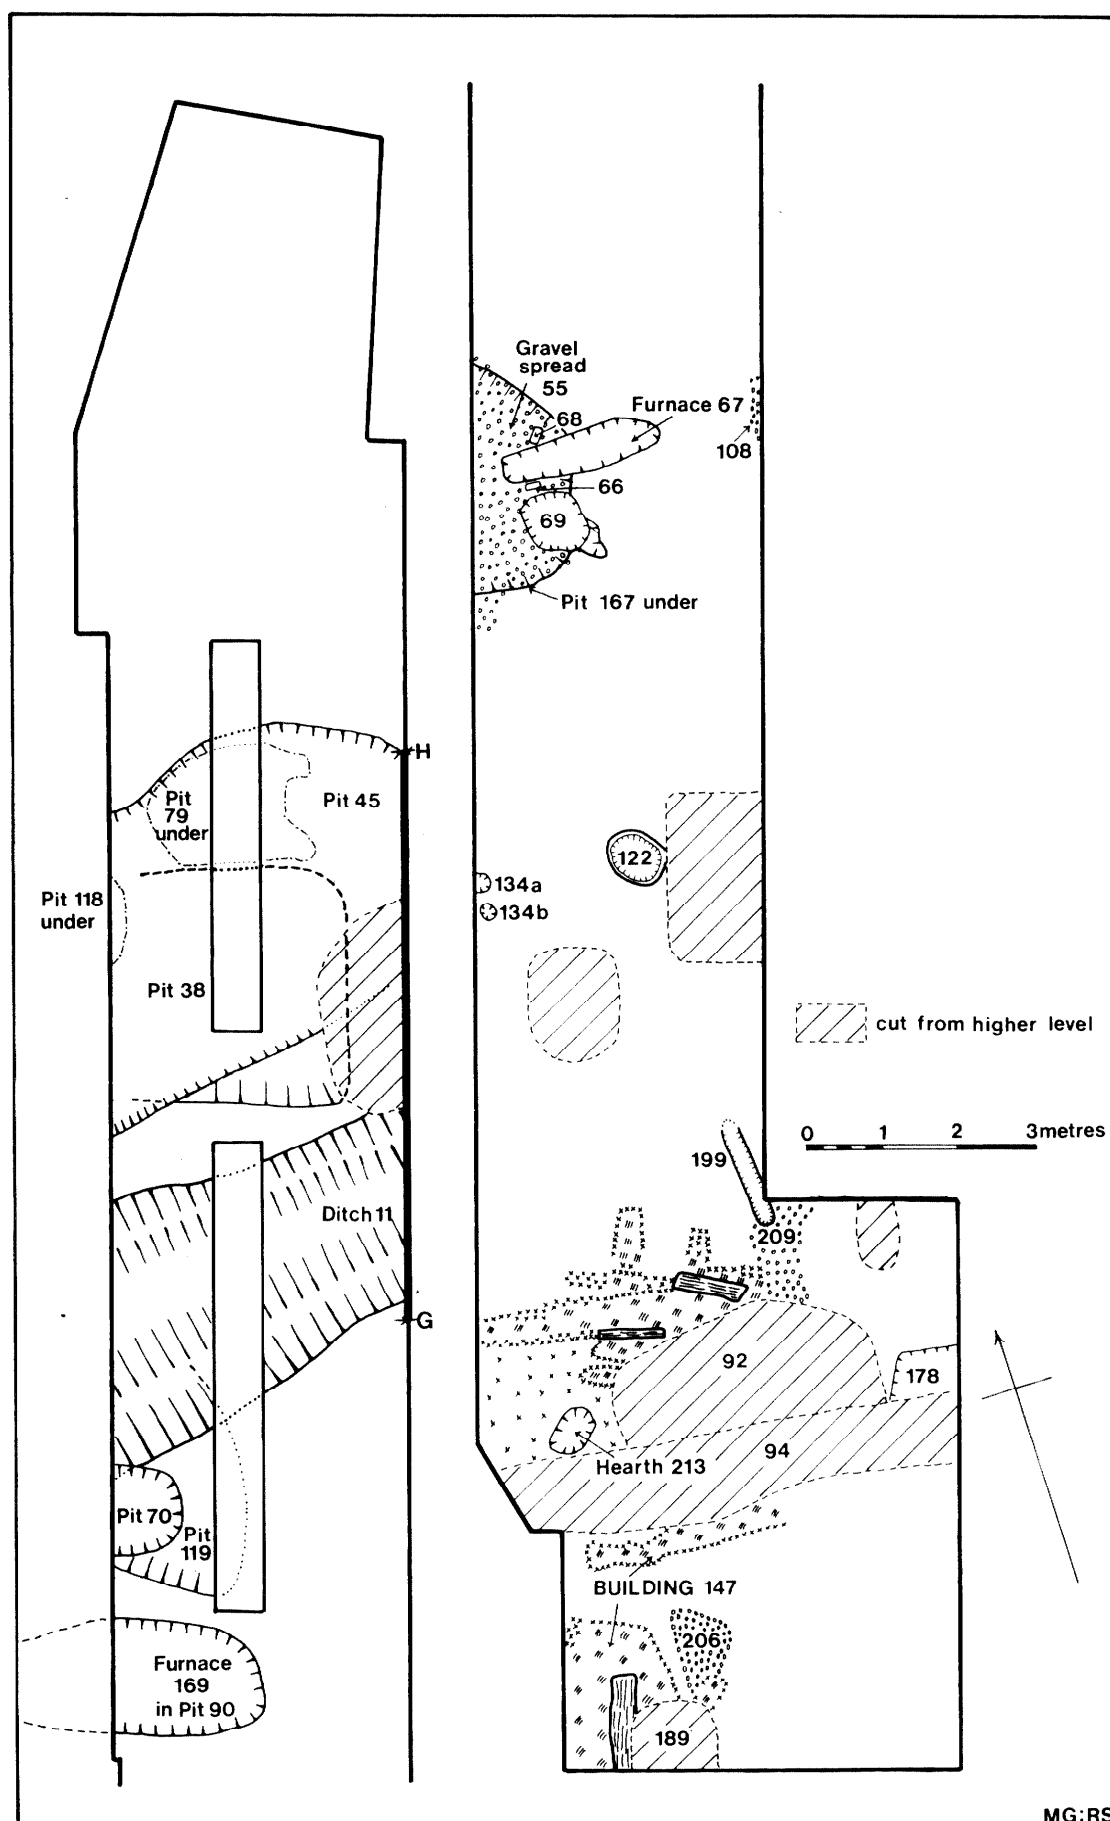 Gravel
spread
55
68
Furnace 67
108
66
69
Pit 167 under
H
Pit
79
under
Pit 45
122
134a
134b
Pit 118
under
Pit 38
cut from higher level
0 1 2 3metres
199
Ditch 11
209
G
92
178
94
Hearth 213
Pit 70
Pit
119
BUILDING 147
206
Furnace
169
in Pit 90
189
MG:RS